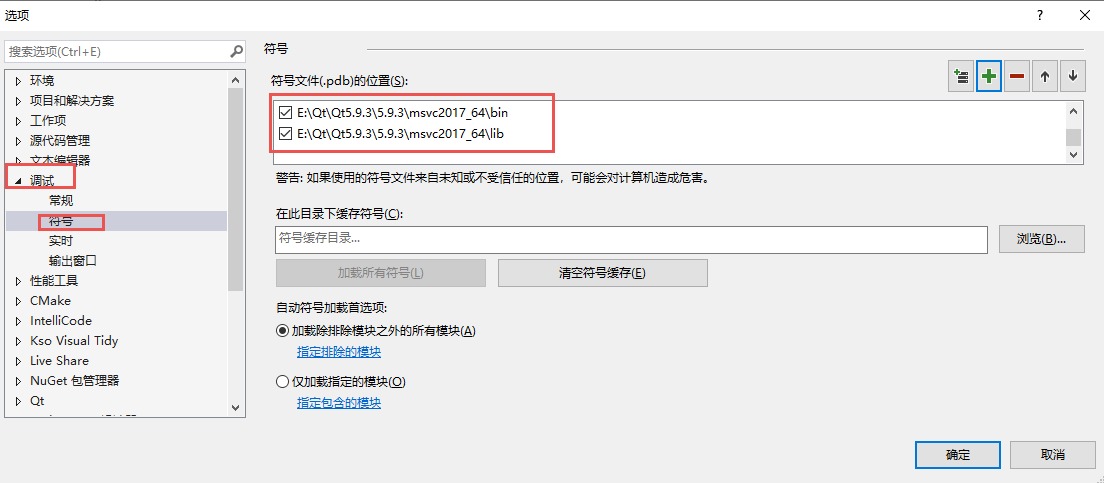 选项
?
搜索选项(Ctrl+E)
环境
项目和解决方案
工作项
源代码管理
文本编辑器
调试
常规
符号
实时
输出窗口
性能工具
CMake
IntelliCode
Kso Visual Tidy
Live Share
NuGet 包管理器
Qt
符号
符号文件(.pdb)的位置(S):
E:\Qt\Qt5.9.3\5.9.3\msvc2017_64\bin
E:\Qt\Qt5.9.3\5.9.3\msvc2017_64\lib
警告: 如果使用的符号文件来自未知或不受信任的位置，可能会对计算机造成危害。
在此目录下缓存符号(C):
符号缓存目录...
浏览(B)...
加载所有符号(L)
清空符号缓存(E)
自动符号加载首选项:
加载除排除模块之外的所有模块(A)
指定排除的模块
仅加载指定的模块(O)
指定包含的模块
确定
取消